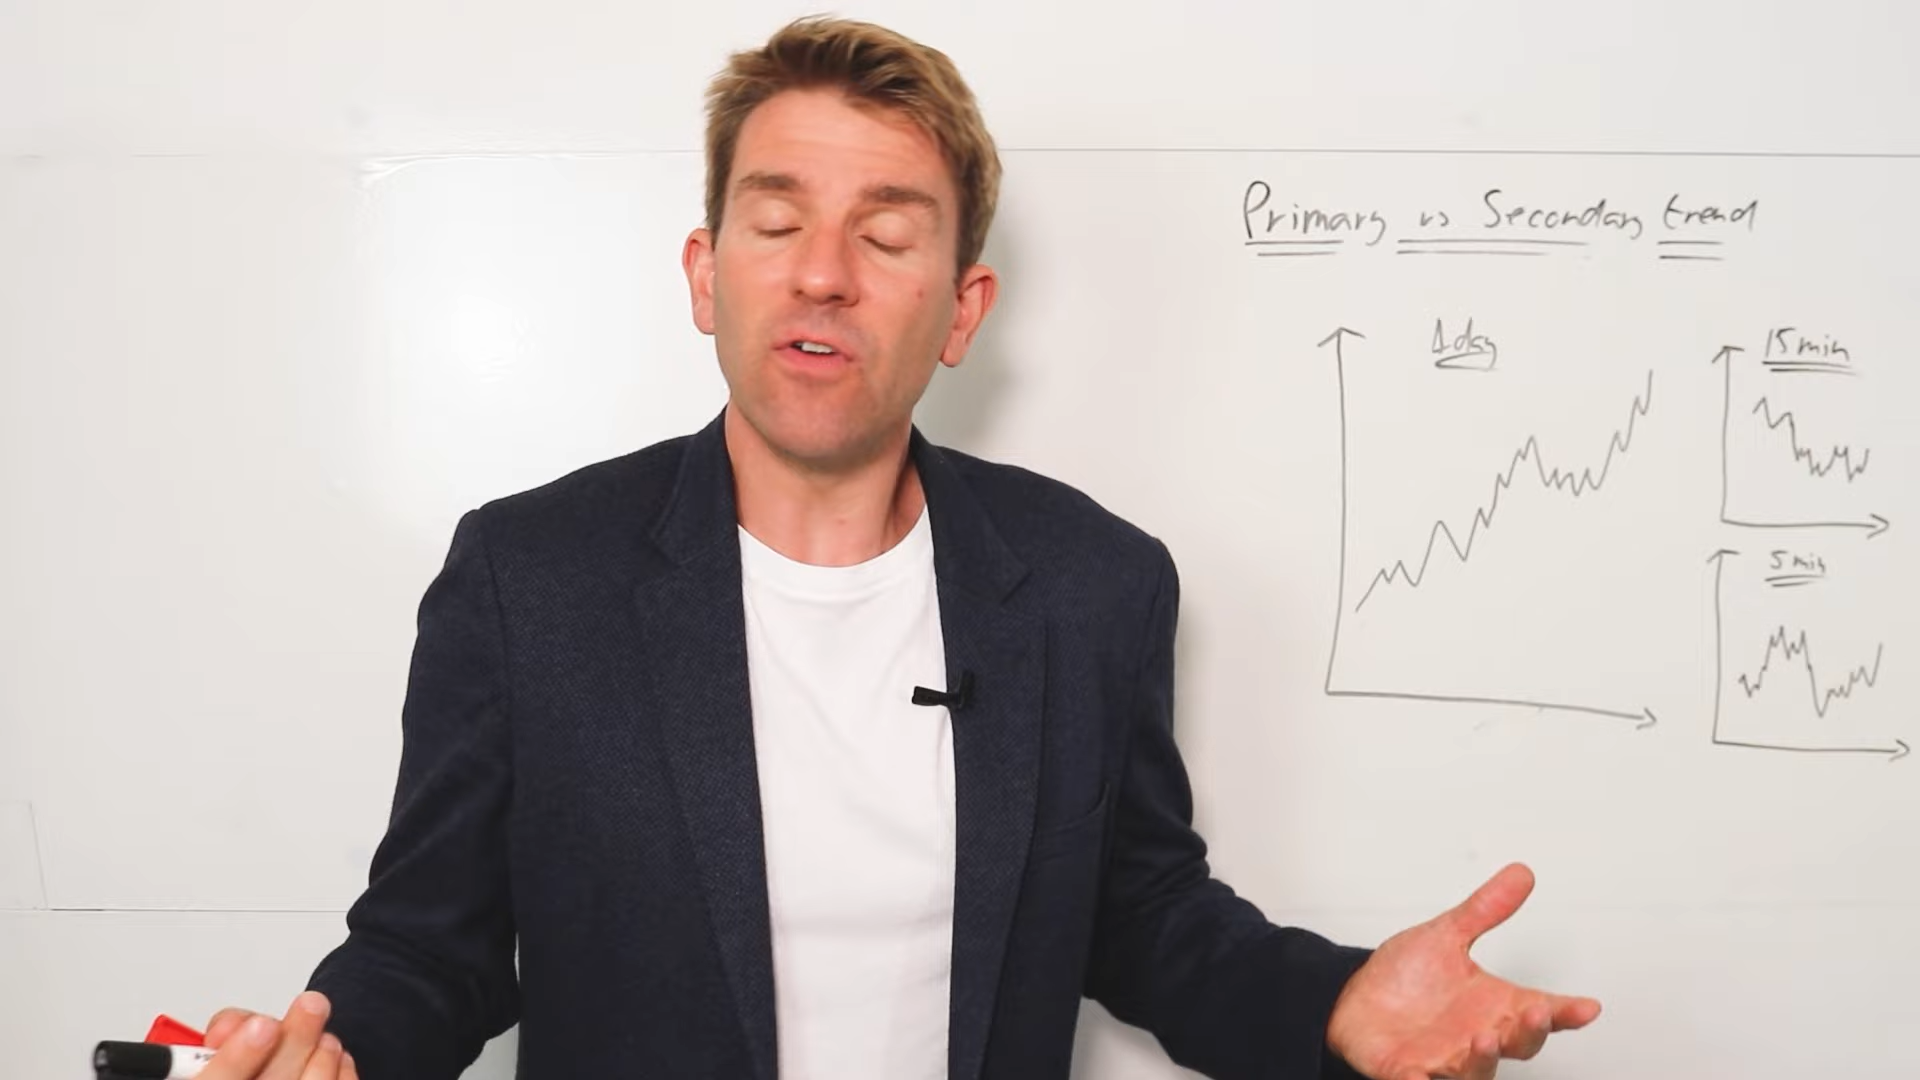 Primary vs Secondary trend
1 day
15 min
5 min